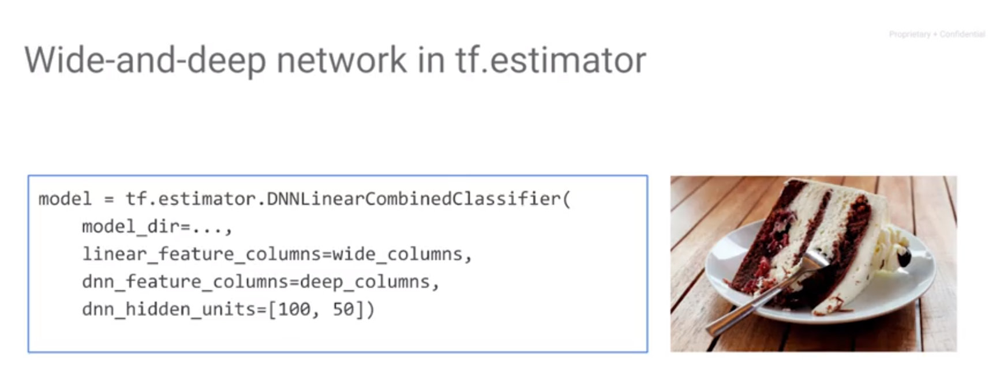 Proprietary + Confidential
Wide-and-deep network in tf.estimator
model = tf.estimator.DNNLinearCombinedClassifier(
    model_dir=...,
    linear_feature_columns=wide_columns,
    dnn_feature_columns=deep_columns,
    dnn_hidden_units=[100, 50])